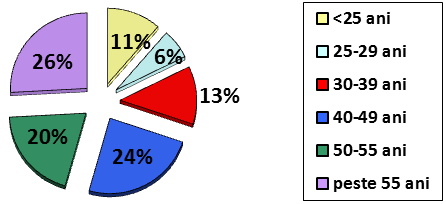 11%
6%
13%
24%
20%
26%
<25 ani
25-29 ani
30-39 ani
40-49 ani
50-55 ani
peste 55 ani